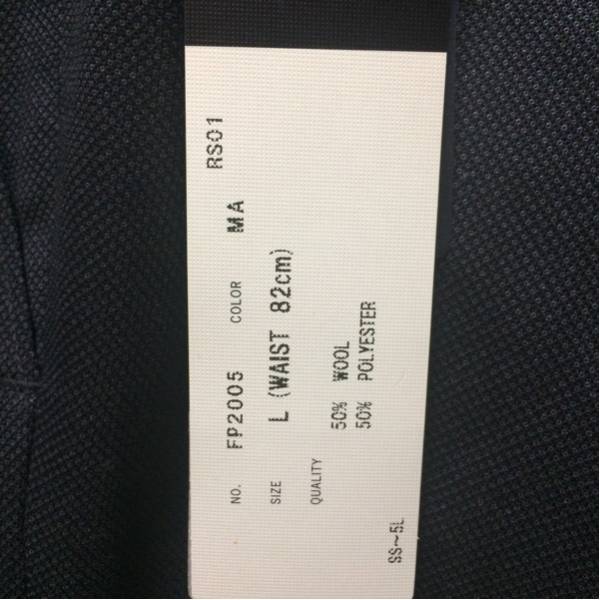 RS01
NO. FP2005 COLOR MA
SIZE L (WAIST 82cm)
QUALITY
50% WOOL
50% POLYESTER
SS~5L